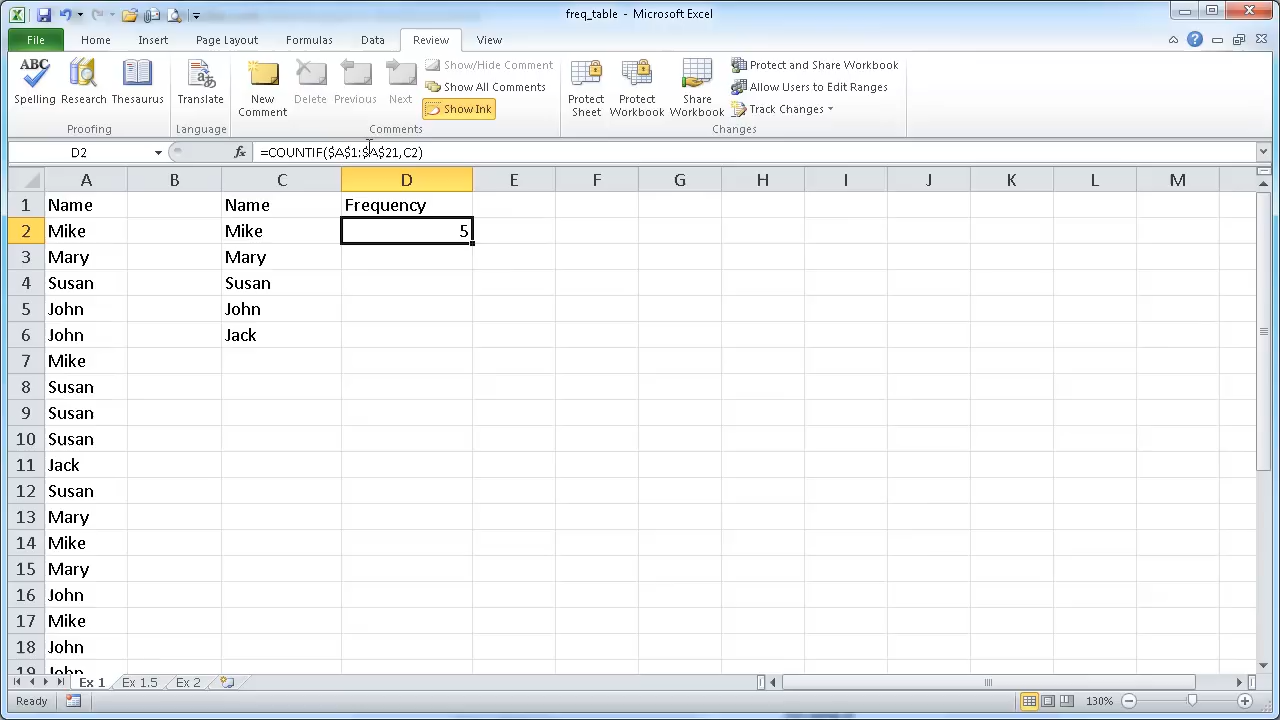 freq_table - Microsoft Excel
File Home Insert Page Layout Formulas Data Review View
ABC
Spelling Research Thesaurus
Proofing
Translate
Language
New Comment
Delete Previous Next
Show/Hide Comment
Show All Comments
Show Ink
Comments
Protect Sheet
Protect Workbook
Share Workbook
Protect and Share Workbook
Allow Users to Edit Ranges
Track Changes
Changes
D2 fx =COUNTIF($A$1:$A$21,C2)
A B C D E F G H I J K L M
1 Name Name Frequency
2 Mike Mike 5
3 Mary Mary
4 Susan Susan
5 John John
6 John Jack
7 Mike
8 Susan
9 Susan
10 Susan
11 Jack
12 Susan
13 Mary
14 Mike
15 Mary
16 John
17 Mike
18 John
19 John
Ex 1 Ex 1.5 Ex 2
Ready 130%